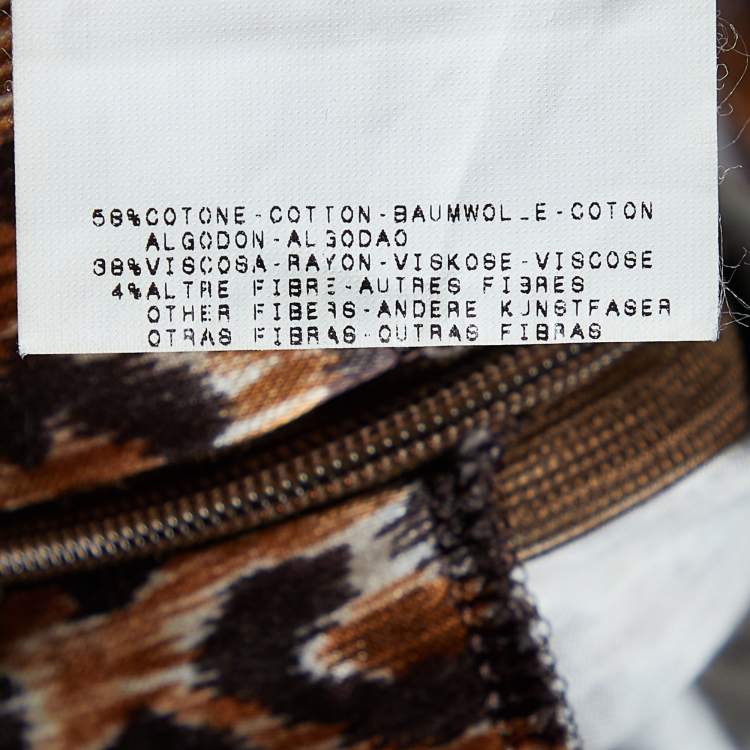 58%COTONE-COTTON-BAUMWOLLE-COTON
ALGODON-ALGODAO
38%VISCOSA-RAYON-VISKOSE-VISCOSE
4%ALTRE FIBRE-AUTRES FIBRES
OTHER FIBERS-ANDERE KUNSTFASER
OTRAS FIBRAS-OUTRAS FIBRAS